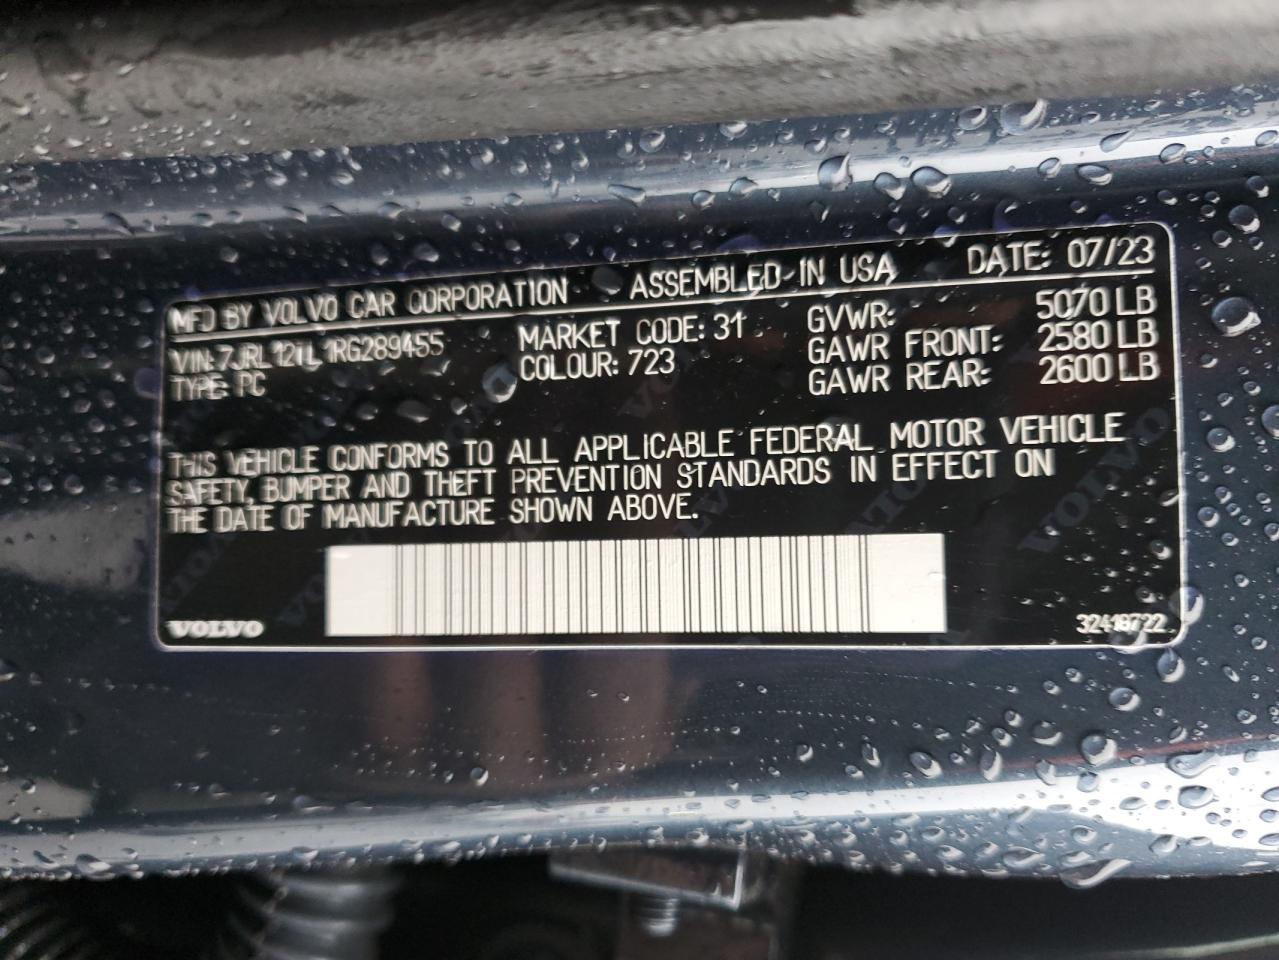 MFD BY VOLVO CAR CORPORATION ASSEMBLED IN USA DATE: 07/23
VIN: 7JRL12TL1RG289455 MARKET CODE: 31 GVWR: 5070 LB
TYPE: PC COLOUR: 723 GAWR FRONT: 2580 LB
GAWR REAR: 2600 LB
THIS VEHICLE CONFORMS TO ALL APPLICABLE FEDERAL MOTOR VEHICLE
SAFETY, BUMPER AND THEFT PREVENTION STANDARDS IN EFFECT ON
THE DATE OF MANUFACTURE SHOWN ABOVE.
VOLVO